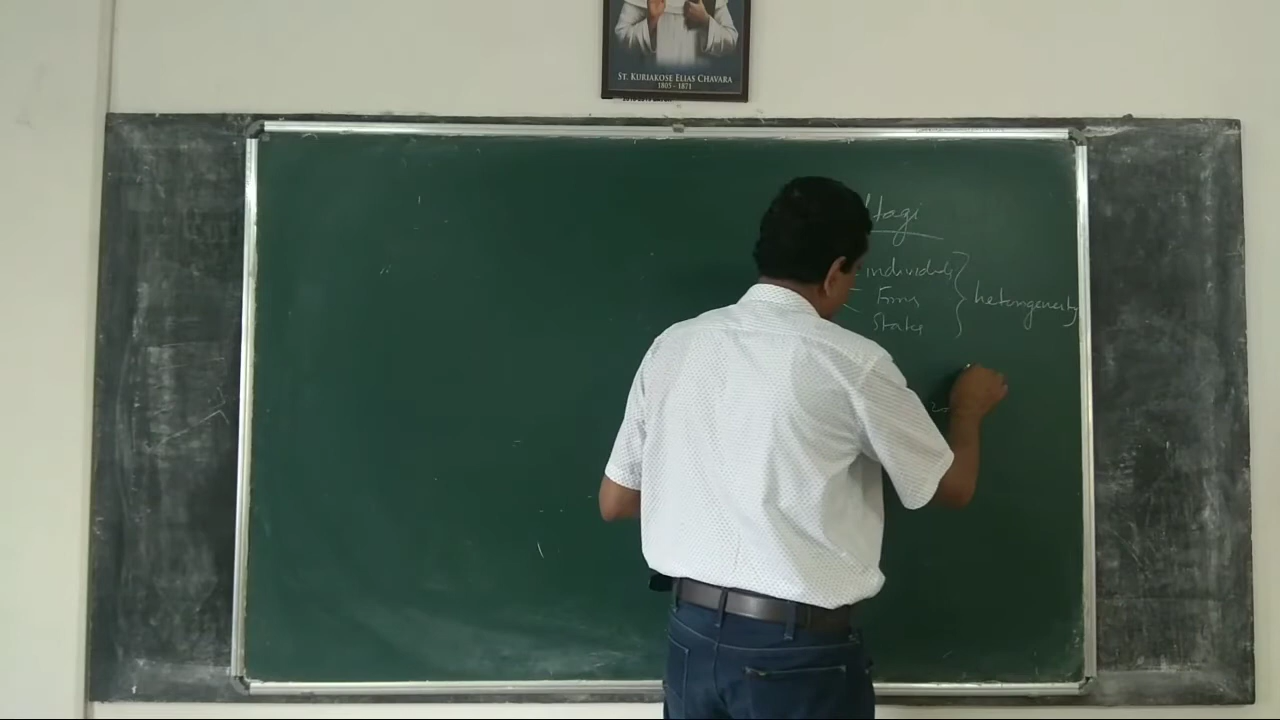 ST. KURIAKOSE ELIAS CHAVARA
1805 - 1871
individuals
Firms
States
heterogeneity